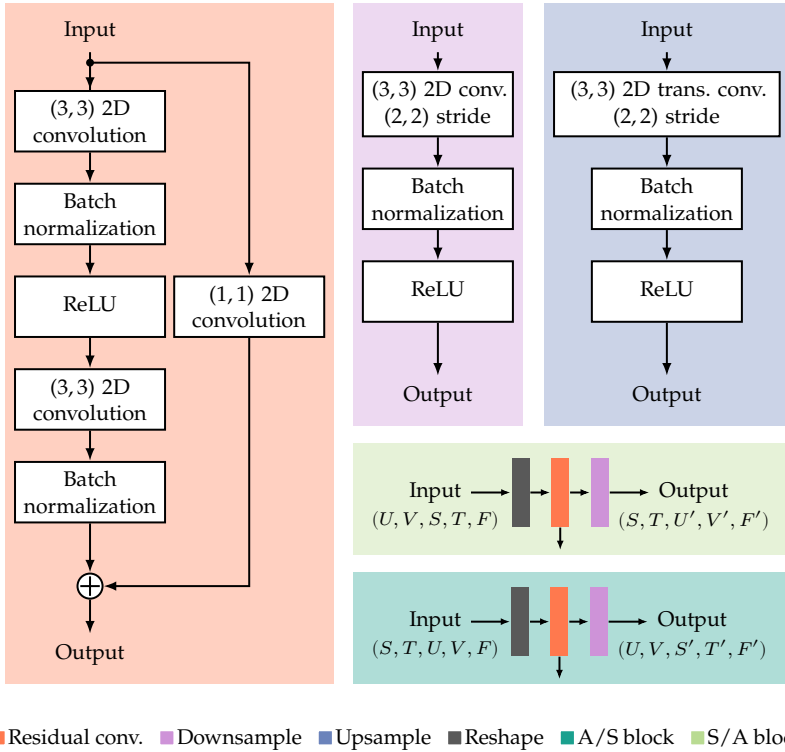 Input
(3, 3) 2D
convolution
Batch
normalization
ReLU
(1, 1) 2D
convolution
(3, 3) 2D
convolution
Batch
normalization
Output
Input
(3, 3) 2D conv.
(2, 2) stride
Batch
normalization
ReLU
Output
Input
(3, 3) 2D trans. conv.
(2, 2) stride
Batch
normalization
ReLU
Output
Input
(U, V, S, T, F)
Output
(S, T, U′, V′, F′)
Input
(S, T, U, V, F)
Output
(U, V, S′, T′, F′)
Residual conv. Downsample Upsample Reshape A/S block S/A bloc